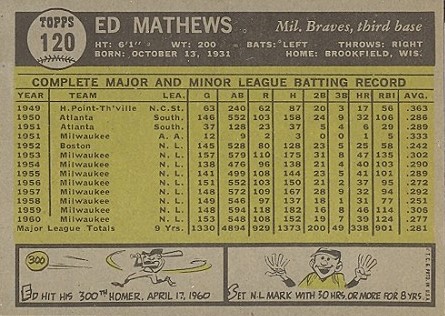 TOPPS
120
ED MATHEWS
Mil. Braves, third base
HT: 6'1" WT: 200 BATS: LEFT THROWS: RIGHT
BORN: OCTOBER 13, 1931 HOME: BROOKFIELD, WIS.
COMPLETE MAJOR AND MINOR LEAGUE BATTING RECORD
YEAR TEAM LEA. G AB R H 2B 3B HR RBI AVG.
1949 H.Point-Th'ville N.C.St. 63 240 62 87 20 3 17 56 .363
1950 Atlanta South. 146 552 103 158 24 9 32 106 .286
1951 Atlanta South. 37 128 23 37 5 4 6 29 .289
1951 Milwaukee A. A. 12 9 2 3 0 0 1 5 .333
1952 Boston N. L. 145 528 80 128 23 5 25 58 .242
1953 Milwaukee N. L. 157 579 110 175 31 8 47 135 .302
1954 Milwaukee N. L. 138 476 96 138 21 4 40 103 .290
1955 Milwaukee N. L. 141 499 108 144 23 5 41 101 .289
1956 Milwaukee N. L. 151 552 103 150 21 2 37 95 .272
1957 Milwaukee N. L. 148 572 109 167 28 9 32 94 .292
1958 Milwaukee N. L. 149 546 97 137 18 1 31 77 .251
1959 Milwaukee N. L. 148 594 118 182 16 8 46 114 .306
1960 Milwaukee N. L. 153 548 108 152 19 7 39 124 .277
Major League Totals 9 Yrs. 1330 4894 929 1373 200 49 338 901 .281
300
ED HIT HIS 300TH HOMER, APRIL 17, 1960
SET N-L MARK WITH 30 HRS. OR MORE FOR 8 YRS.